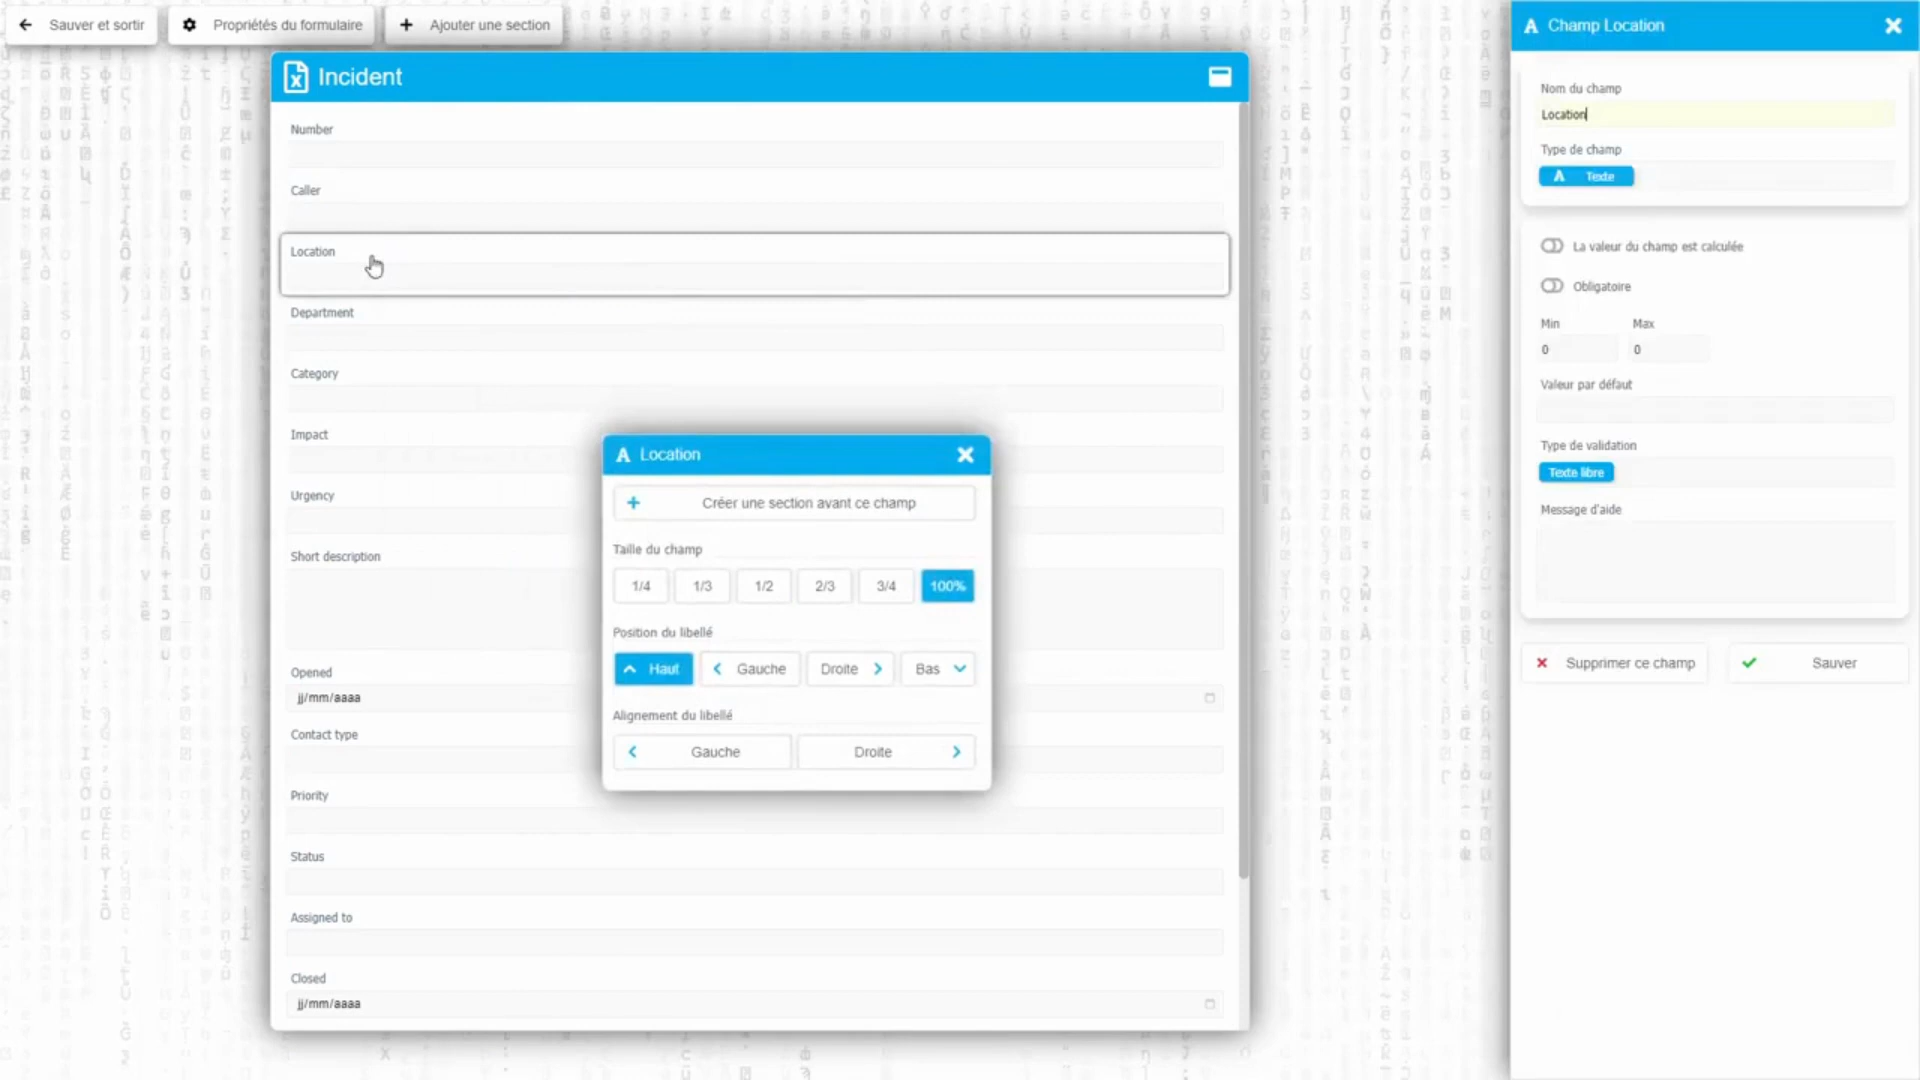 Sauver et sortir
Propriétés du formulaire
Ajouter une section
Incident
Number
Caller
Location
Department
Category
Impact
Urgency
Short description
Opened
jj/mm/aaaa
Contact type
Priority
Status
Assigned to
Closed
jj/mm/aaaa
A Location
Créer une section avant ce champ
Taille du champ
1/4 1/3 1/2 2/3 3/4 100%
Position du libellé
Haut Gauche Droite Bas
Alignement du libellé
Gauche Droite
A Champ Location
Nom du champ
Location
Type de champ
A Texte
La valeur du champ est calculée
Obligatoire
Min Max
0 0
Valeur par défaut
Type de validation
Texte libre
Message d'aide
Supprimer ce champ
Sauver